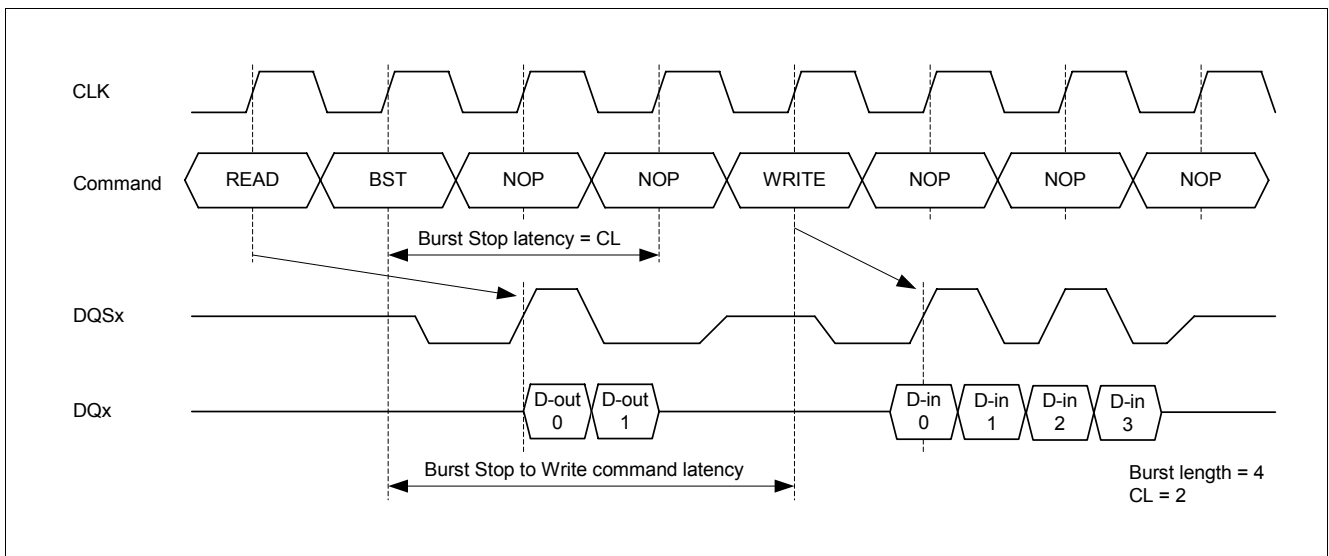 CLK
Command
READ
BST
NOP
NOP
WRITE
NOP
NOP
NOP
Burst Stop latency = CL
DQSx
DQx
D-out 
0
D-out 
1
D-in
0
D-in
1
D-in
2
D-in
3
Burst Stop to Write command latency
Burst length = 4
CL = 2